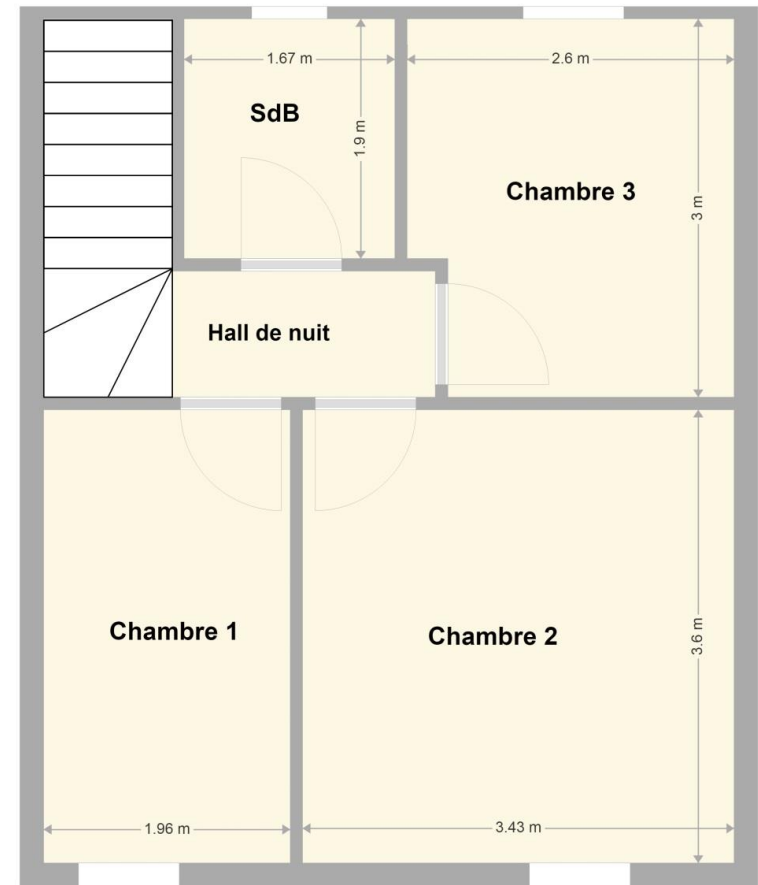 1.67 m
2.6 m
SdB
1.9 m
Chambre 3
3 m
Hall de nuit
Chambre 1
Chambre 2
3.6 m
1.96 m
3.43 m